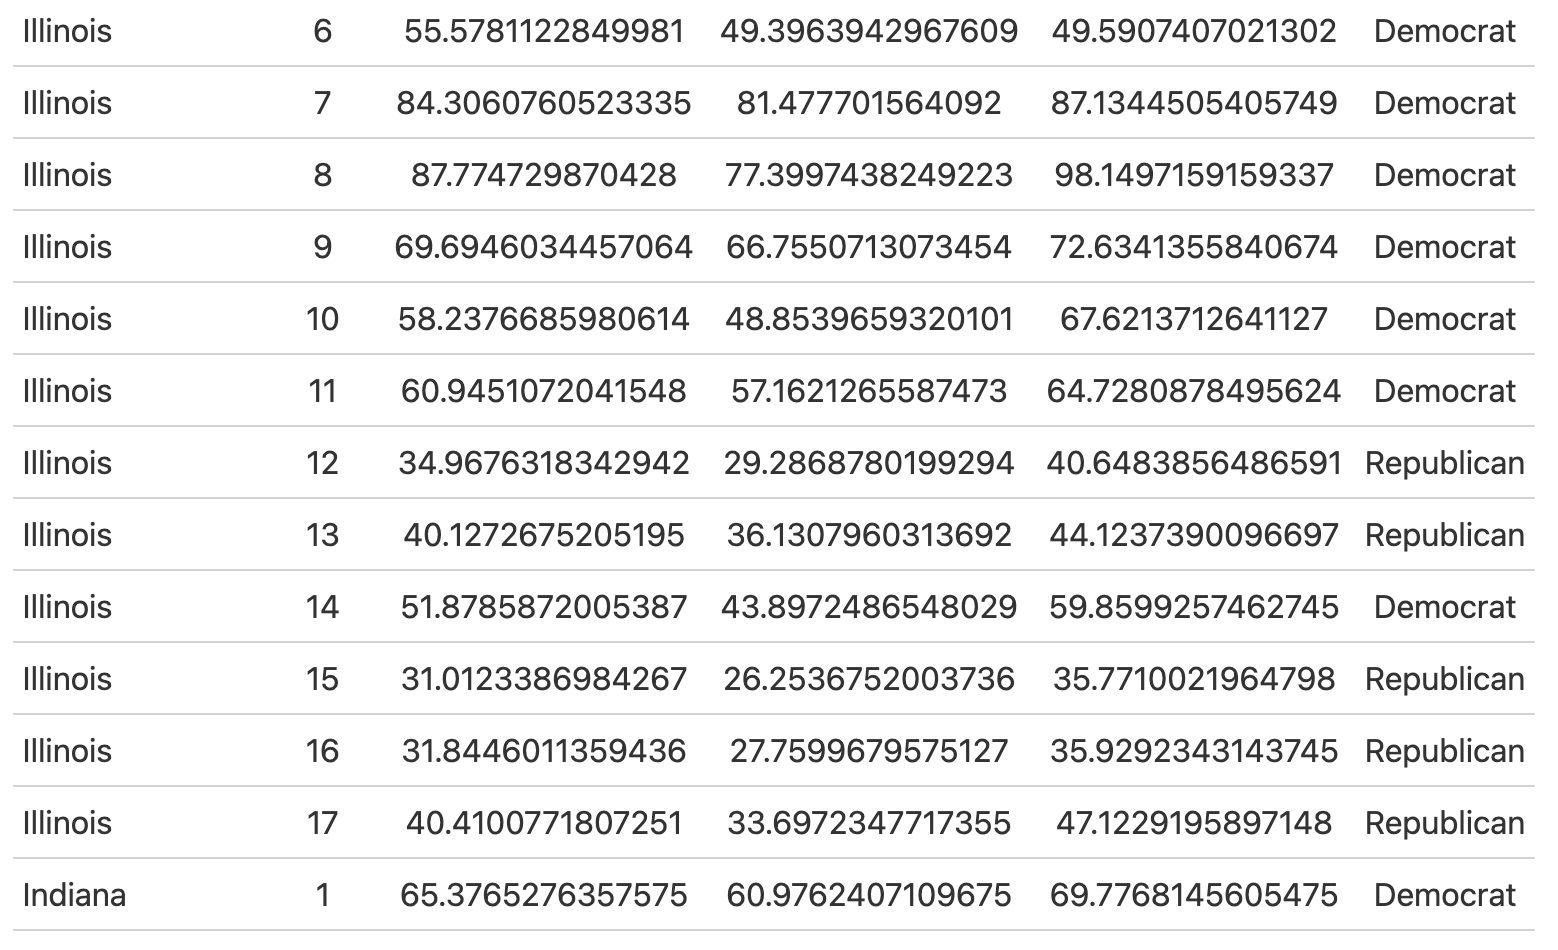 Illinois 6 55.5781122849981 49.3963942967609 49.5907407021302 Democrat
Illinois 7 84.3060760523335 81.477701564092 87.1344505405749 Democrat
Illinois 8 87.774729870428 77.3997438249223 98.1497159159337 Democrat
Illinois 9 69.6946034457064 66.7550713073454 72.6341355840674 Democrat
Illinois 10 58.2376685980614 48.8539659320101 67.6213712641127 Democrat
Illinois 11 60.9451072041548 57.1621265587473 64.7280878495624 Democrat
Illinois 12 34.9676318342942 29.2868780199294 40.6483856486591 Republican
Illinois 13 40.1272675205195 36.1307960313692 44.1237390096697 Republican
Illinois 14 51.8785872005387 43.8972486548029 59.8599257462745 Democrat
Illinois 15 31.0123386984267 26.2536752003736 35.7710021964798 Republican
Illinois 16 31.8446011359436 27.7599679575127 35.9292343143745 Republican
Illinois 17 40.4100771807251 33.6972347717355 47.1229195897148 Republican
Indiana 1 65.3765276357575 60.9762407109675 69.7768145605475 Democrat